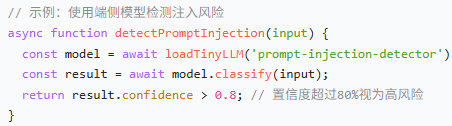 // 示例：使用端侧模型检测注入风险
async function detectPromptInjection(input) {
  const model = await loadTinyLLM('prompt-injection-detector')
  const result = await model.classify(input);
  return result.confidence > 0.8; // 置信度超过80%视为高风险
}